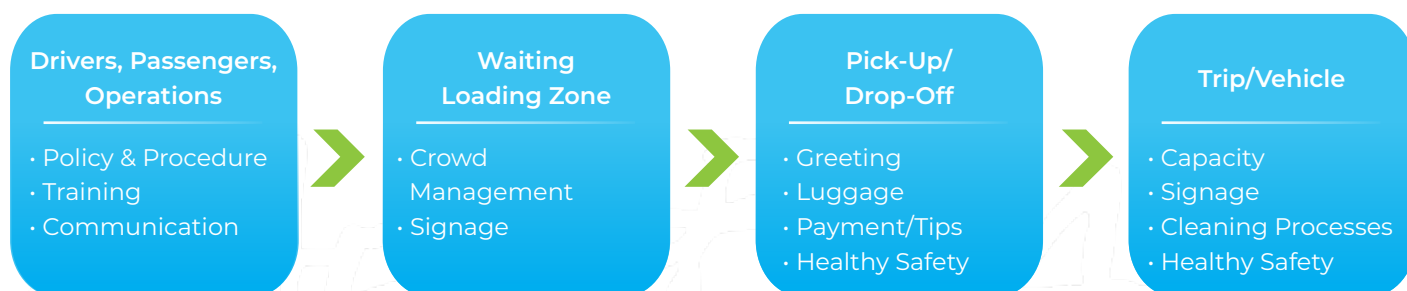 Drivers, Passengers,
Operations
· Policy & Procedure
· Training
· Communication
Waiting
Loading Zone
· Crowd
Management
· Signage
Pick-Up/
Drop-Off
· Greeting
· Luggage
· Payment/Tips
· Healthy Safety
Trip/Vehicle
· Capacity
· Signage
· Cleaning Processes
· Healthy Safety